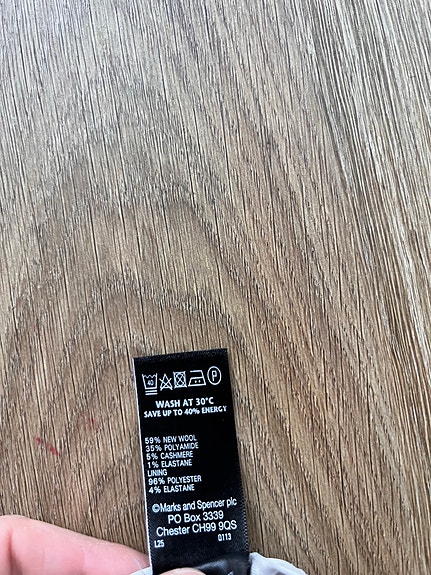 40 P
WASH AT 30°C
SAVE UP TO 40% ENERGY
59% NEW WOOL
35% POLYAMIDE
5% CASHMERE
1% ELASTANE
LINING
96% POLYESTER
4% ELASTANE
©Marks and Spencer plc
PO Box 3339
Chester CH99 9QS
L25 0113